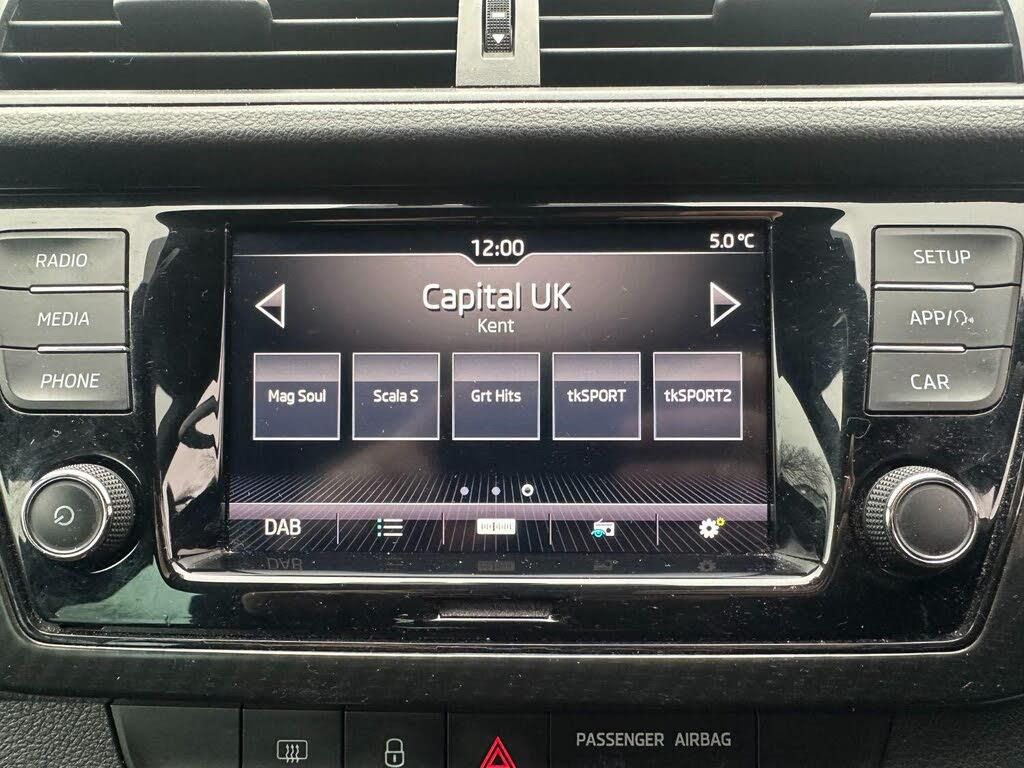 12:00
5.0 °C
RADIO
MEDIA
PHONE
Capital UK
Kent
Mag Soul
Scala S
Grt Hits
tkSPORT
tkSPORT2
DAB
SETUP
APP/
CAR
PASSENGER AIRBAG